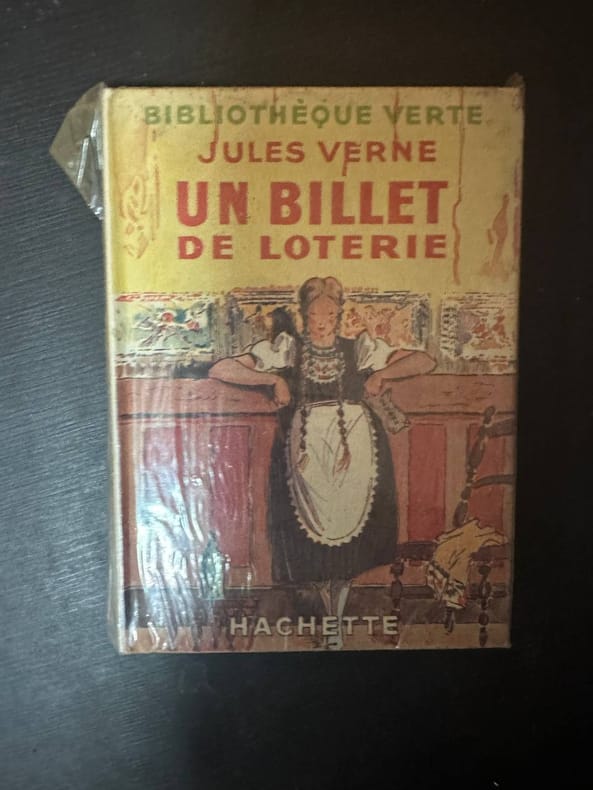 BIBLIOTHÈQUE VERTE
JULES VERNE
UN BILLET
DE LOTERIE
HACHETTE